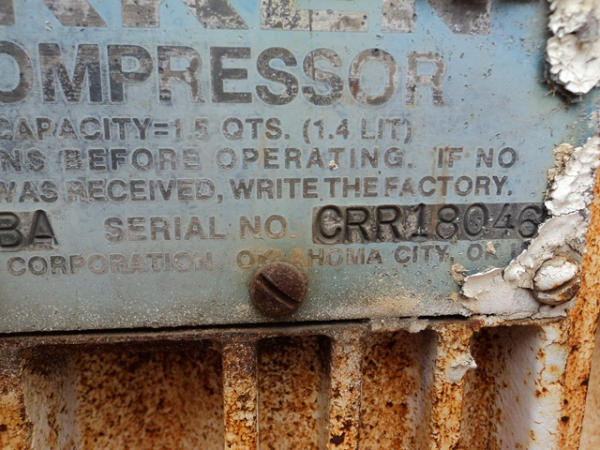 OMPRESSOR
CAPACITY=1.5 QTS. (1.4 LIT)
NS BEFORE OPERATING. IF NO
WAS RECEIVED, WRITE THE FACTORY.
BA SERIAL NO. CRR18046
CORPORATION OKLAHOMA CITY, OK